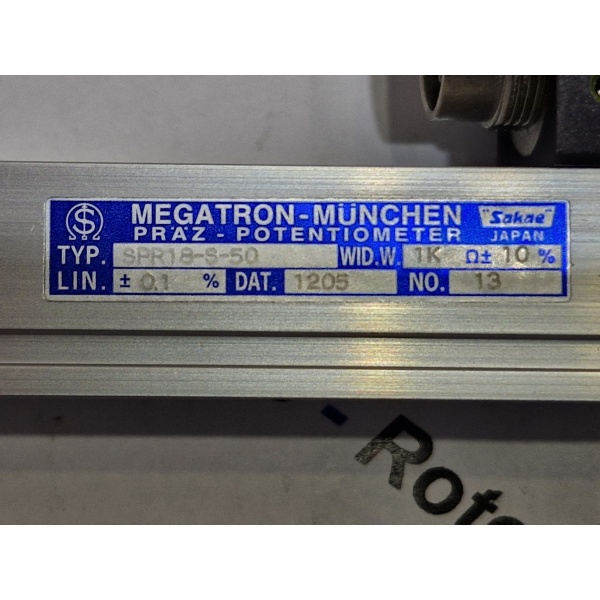 MEGATRON-MÜNCHEN "Sakae"
PRÄZ - POTENTIOMETER JAPAN
TYP. SPR18-S-50 WID.W. 1K Ω± 10 %
LIN. ± 0.1 % DAT. 1205 NO. 13
- Rote